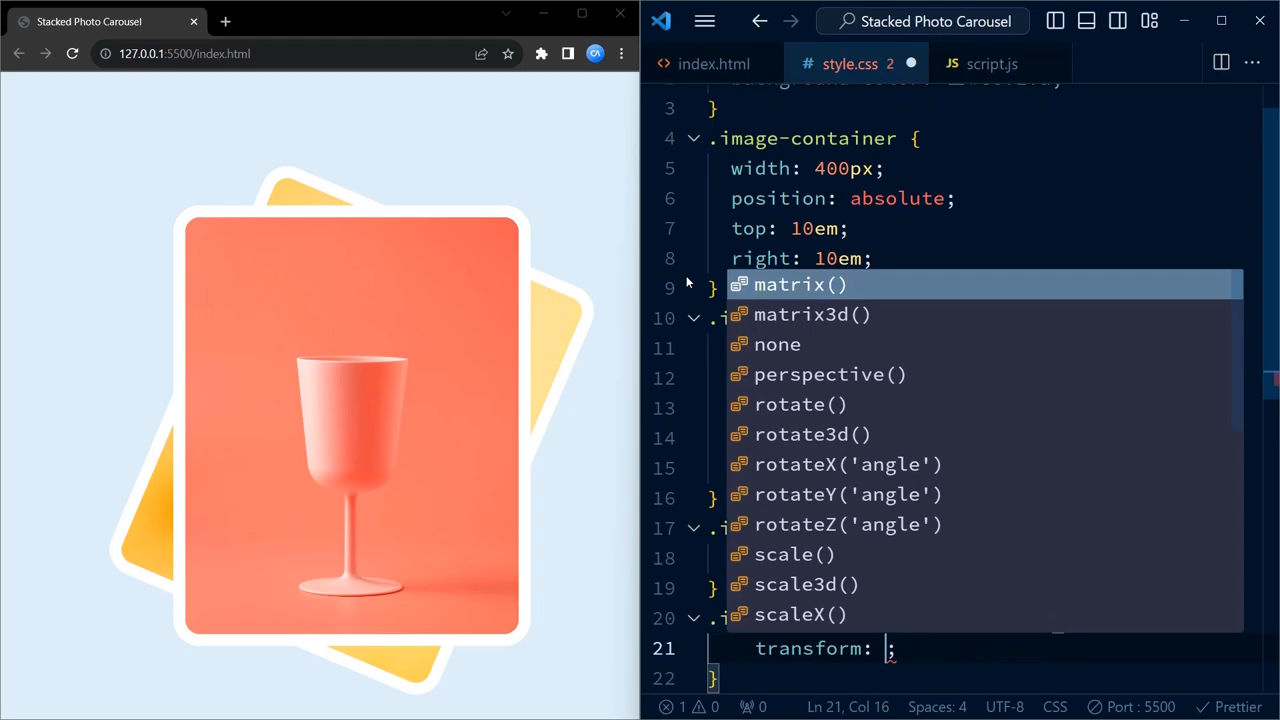 Stacked Photo Carousel
127.0.0.1:5500/index.html
CA
Stacked Photo Carousel
index.html
# style.css 2
JS script.js
3 }
4 .image-container {
5 width: 400px;
6 position: absolute;
7 top: 10em;
8 right: 10em;
9 }
10 .i
11
12
13
14
15
16 }
17 .i
18
19 }
20 .i
21 transform: ;
22 }
matrix()
matrix3d()
none
perspective()
rotate()
rotate3d()
rotateX('angle')
rotateY('angle')
rotateZ('angle')
scale()
scale3d()
scaleX()
1 0 0 Ln 21, Col 16 Spaces: 4 UTF-8 CSS Port : 5500 Prettier